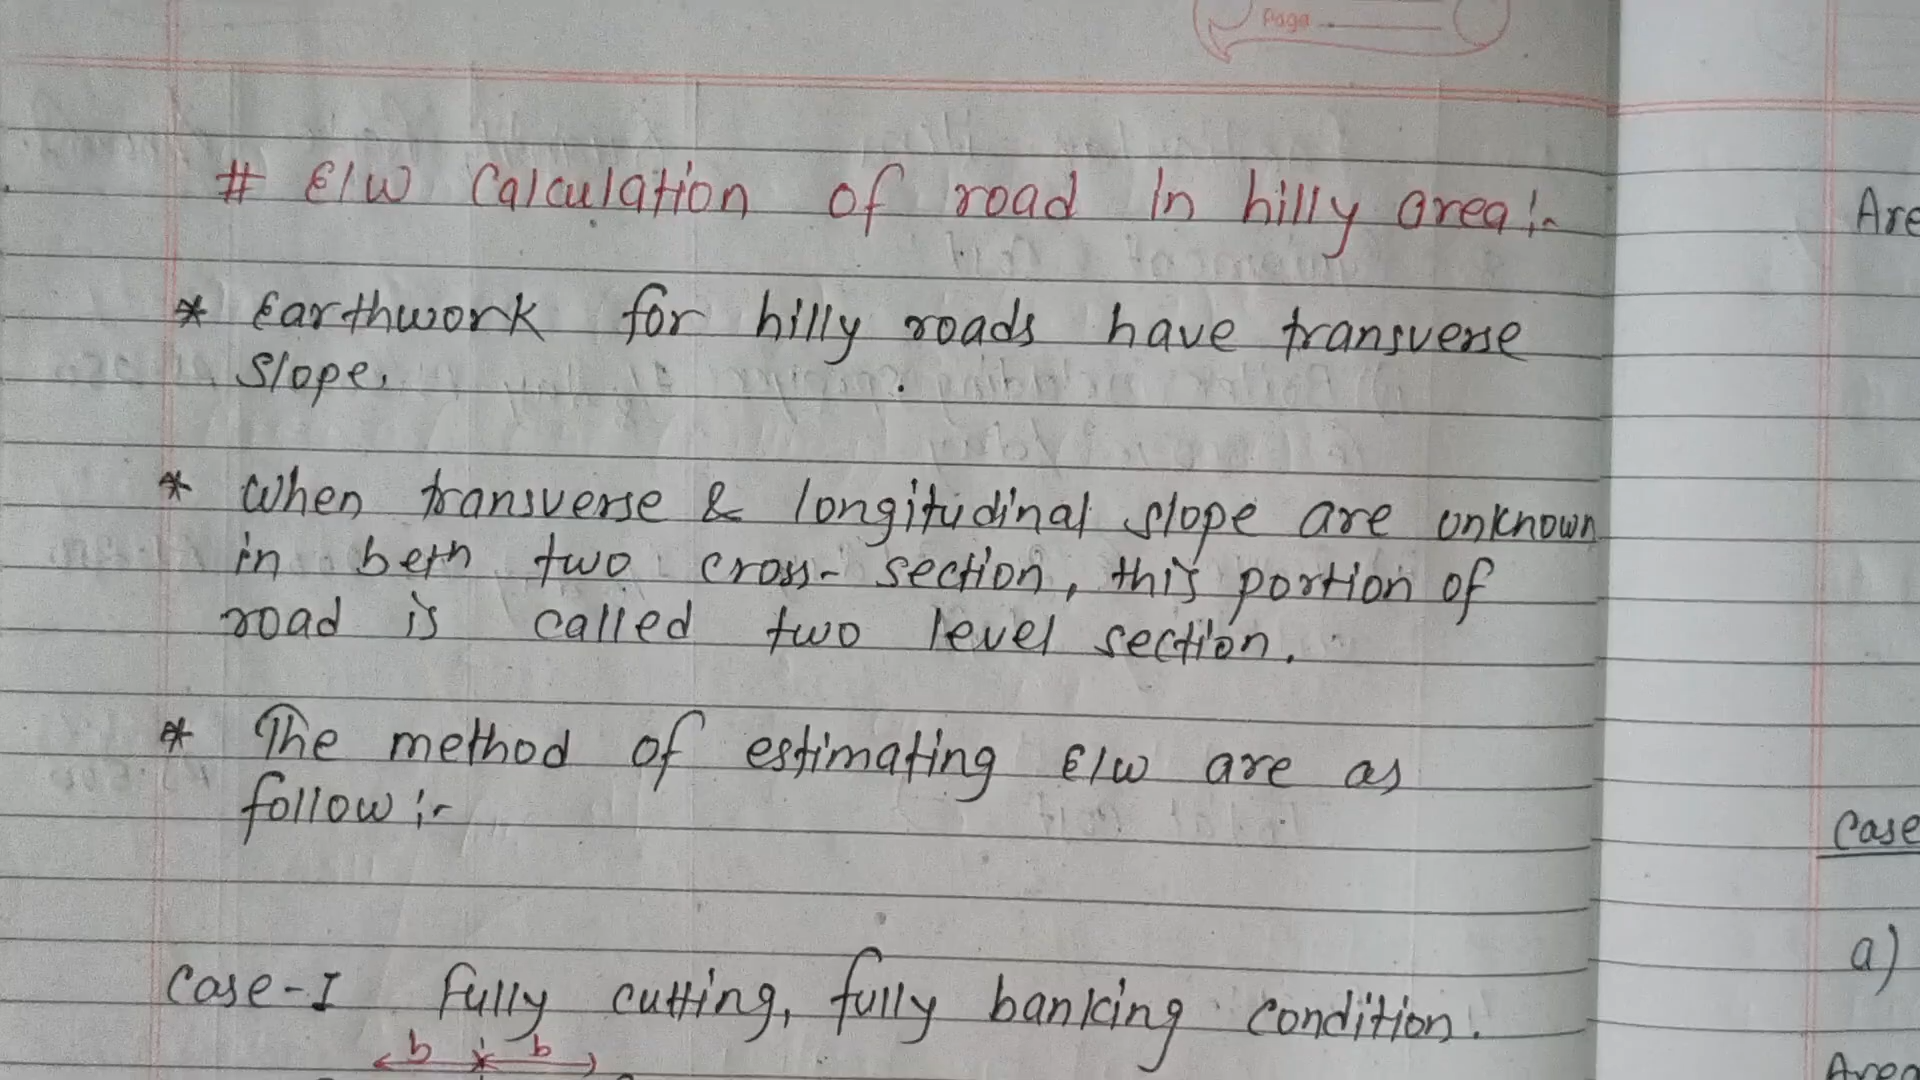 Page
# E/W Calculation of road In hilly area :-
* Earthwork for hilly roads have transverse
slope.
* When transverse & longitudinal slope are unknown
in betn two cross-section, this portion of
road is called two level section.
* The method of estimating E/W are as
follow :-
Case-I Fully cutting, fully banking condition.
b b
Are
Case
a)
Area